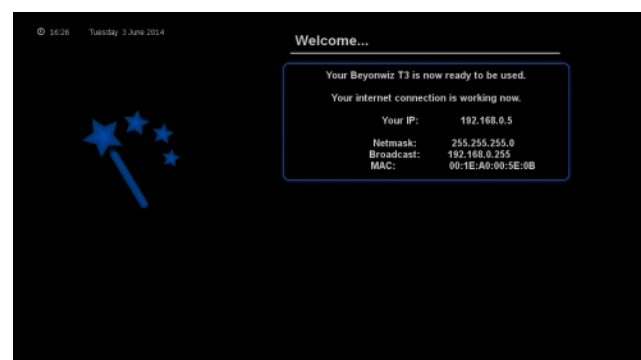 16:26 Tuesday 3 June 2014
Welcome...
Your Beyonwiz T3 is now ready to be used.
Your internet connection is working now.
Your IP: 192.168.0.5
Netmask: 255.255.255.0
Broadcast: 192.168.0.255
MAC: 00:1E:A0:00:5E:0B